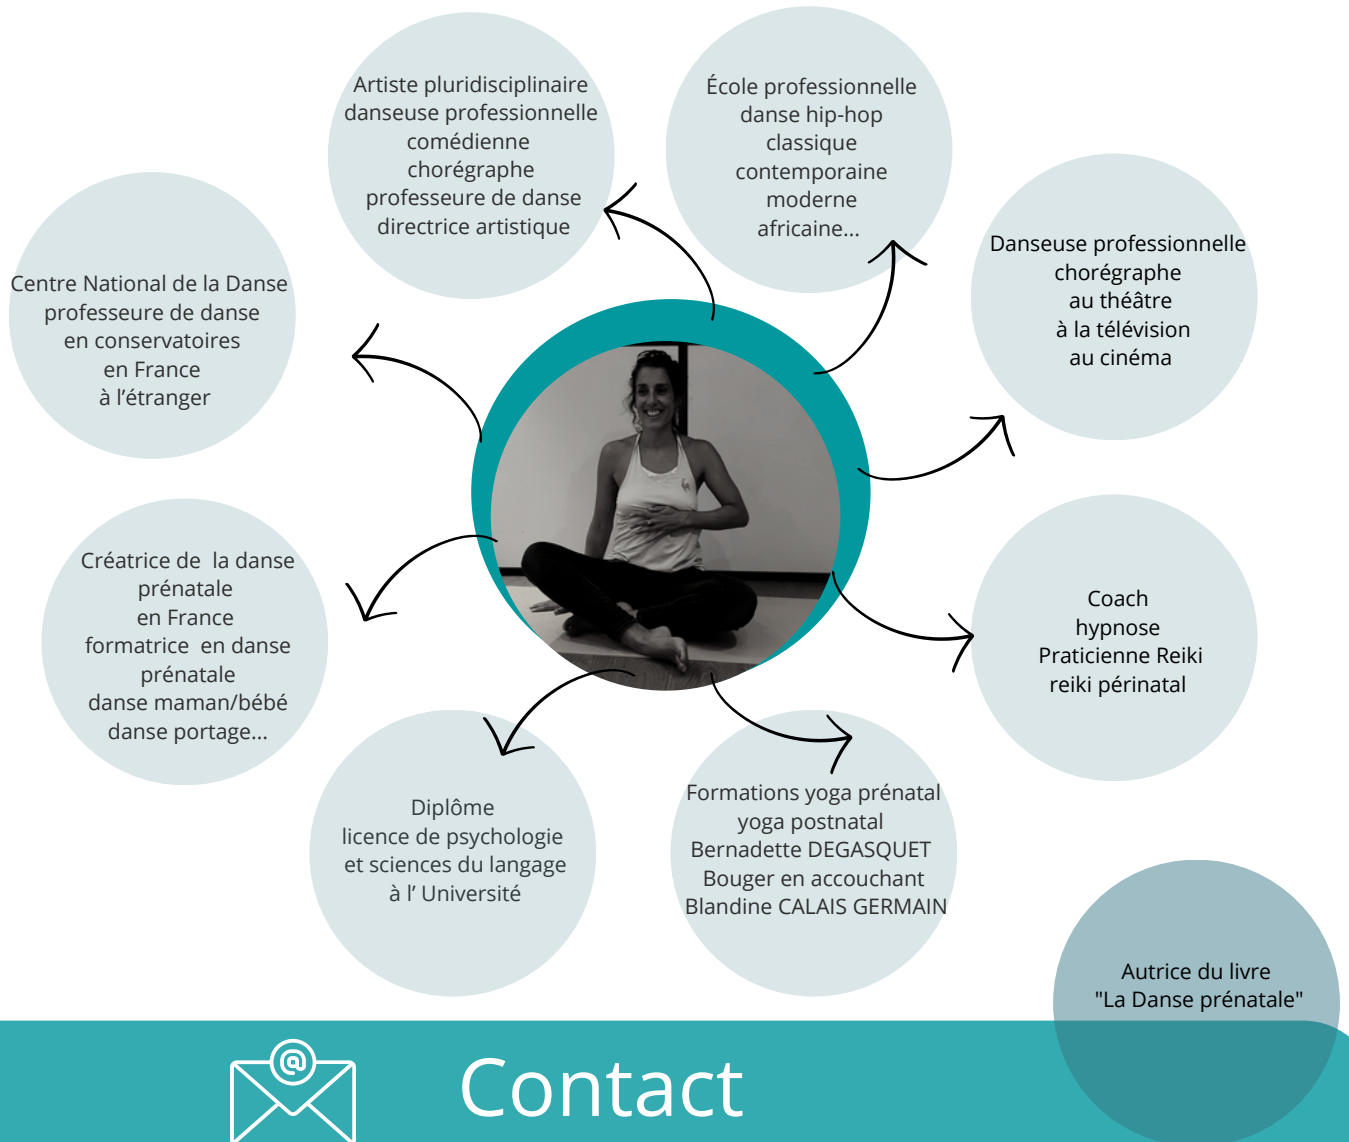 Artiste pluridisciplinaire
danseuse professionnelle
comédienne
chorégraphe
professeure de danse
directrice artistique
École professionnelle
danse hip-hop
classique
contemporaine
moderne
africaine...
Danseuse professionnelle
chorégraphe
au théâtre
à la télévision
au cinéma
Centre National de la Danse
professeure de danse
en conservatoires
en France
à l'étranger
Créatrice de la danse
prénatale
en France
formatrice en danse
prénatale
danse maman/bébé
danse portage...
Coach
hypnose
Praticienne Reiki
reiki périnatal
Diplôme
licence de psychologie
et sciences du langage
à l' Université
Formations yoga prénatal
yoga postnatal
Bernadette DEGASQUET
Bouger en accouchant
Blandine CALAIS GERMAIN
Autrice du livre
"La Danse prénatale"
@
Contact